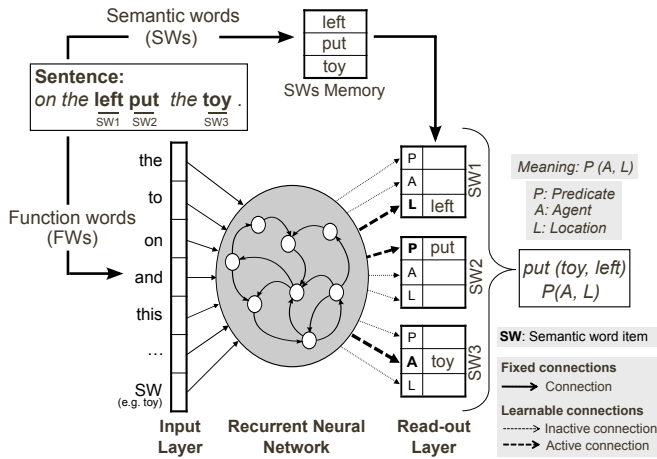 Semantic words
(SWs)
left
put
toy
SWs Memory
Sentence:
on the left put the toy .
SW1 SW2 SW3
Function words
(FWs)
the
to
on
and
this
...
SW
(e.g. toy)
Input
Layer
Recurrent Neural
Network
Read-out
Layer
P
A
L left
SW1
P put
A
L
SW2
P
A toy
L
SW3
Meaning: P (A, L)
P: Predicate
A: Agent
L: Location
put (toy, left)
P(A, L)
SW: Semantic word item
Fixed connections
Connection
Learnable connections
Inactive connection
Active connection